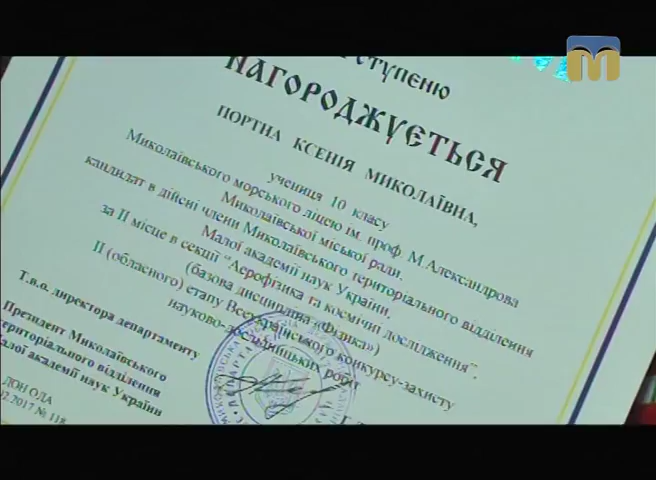 ступеню
НАГОРОДЖУЄТЬСЯ
ПОРТНА КСЕНІЯ МИКОЛАЇВНА,
учениця 10 класу
Миколаївського морського ліцею ім. проф. М.Александрова
Миколаївської міської ради,
кандидат в дійсні члени Миколаївського територіального відділення
Малої академії наук України,
за ІІ місце в секції "Аерофізика та космічні дослідження",
(базова дисципліна «Фізика»)
ІІ (обласного) етапу Всеукраїнського конкурсу-захисту
науково-дослідницьких робіт
Т.в.о. директора департаменту
Президент Миколаївського
територіального відділення
Малої академії наук України
ДОН ОДА
02.2017 № 118